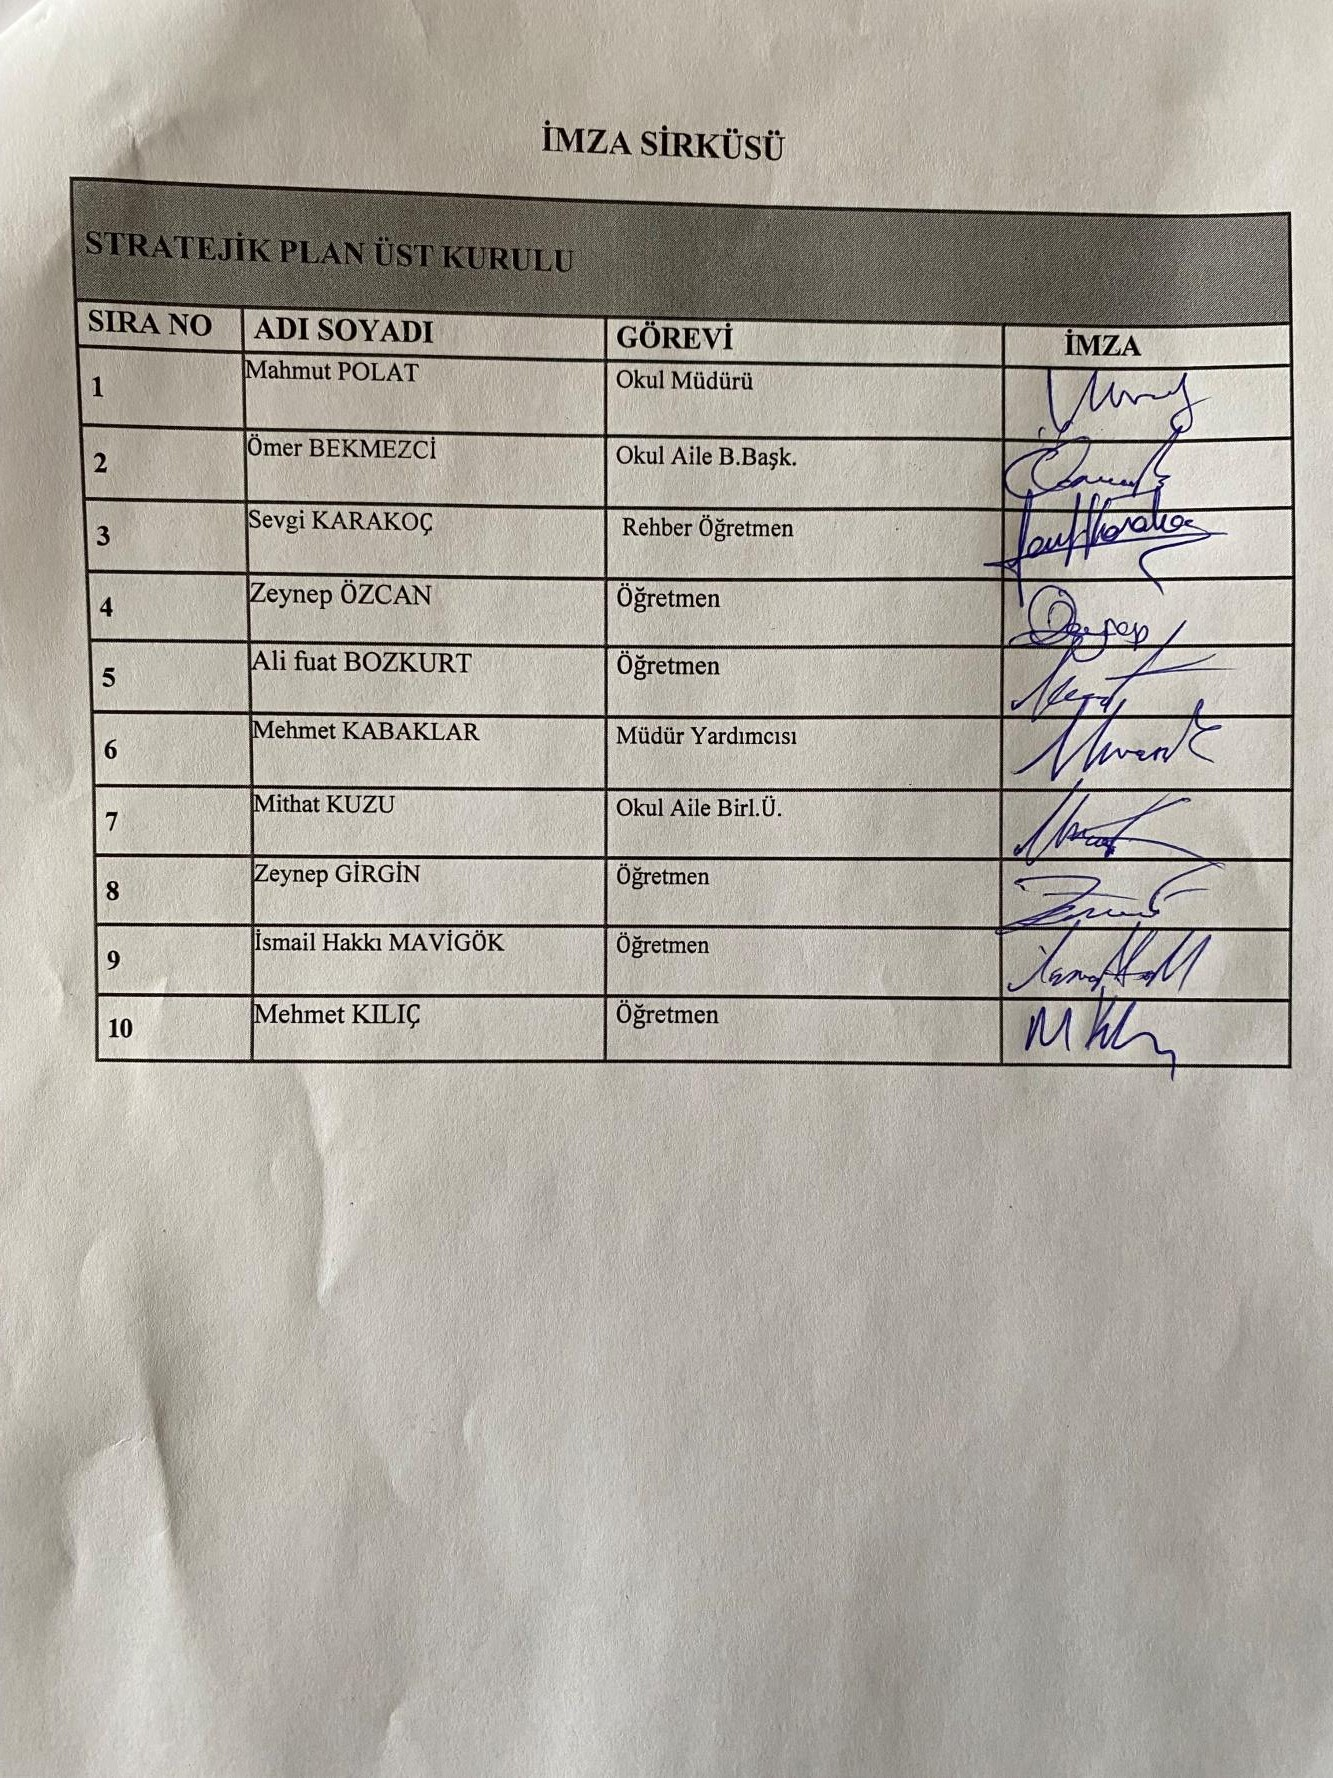 İMZA SİRKÜSÜ
STRATEJİK PLAN ÜST KURULU
SIRA NO ADI SOYADI GÖREVİ İMZA
1 Mahmut POLAT Okul Müdürü
2 Ömer BEKMEZCİ Okul Aile B.Başk.
3 Sevgi KARAKOÇ Rehber Öğretmen
4 Zeynep ÖZCAN Öğretmen
5 Ali fuat BOZKURT Öğretmen
6 Mehmet KABAKLAR Müdür Yardımcısı
7 Mithat KUZU Okul Aile Birl.Ü.
8 Zeynep GİRGİN Öğretmen
9 İsmail Hakkı MAVİGÖK Öğretmen
10 Mehmet KILIÇ Öğretmen